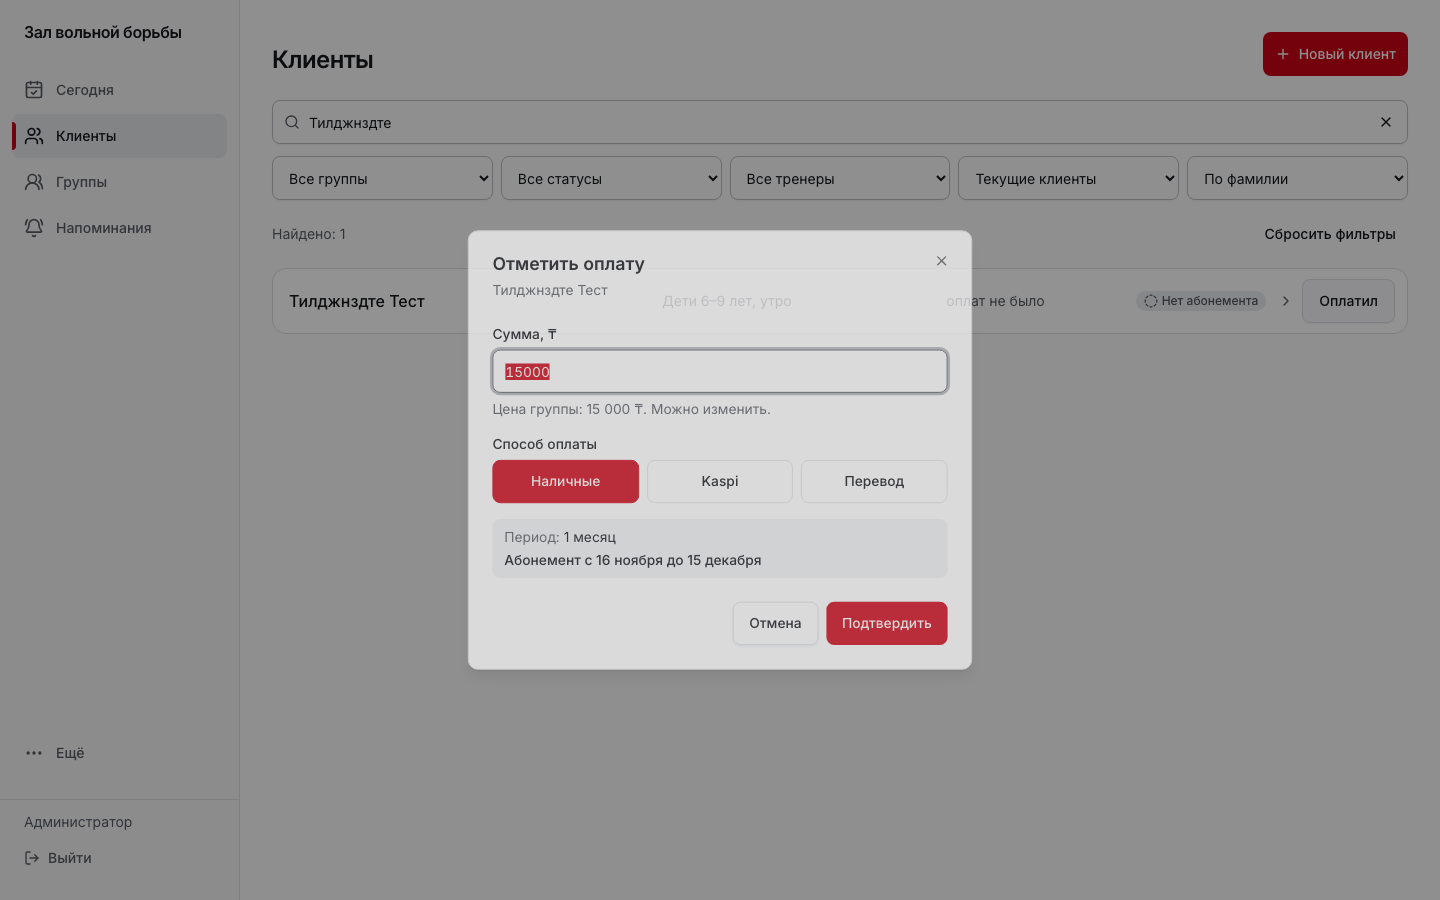 Зал вольной борьбы
Сегодня
Клиенты
Группы
Напоминания
Ещё
Администратор
Выйти
Клиенты
Новый клиент
Тилджнздте
Все группы
Все статусы
Все тренеры
Текущие клиенты
По фамилии
Найдено: 1
Сбросить фильтры
Тилджнздте Тест
Дети 6–9 лет, утро
оплат не было
Нет абонемента
Оплатил
Отметить оплату
Тилджнздте Тест
Сумма, ₸
15000
Цена группы: 15 000 ₸. Можно изменить.
Способ оплаты
Наличные
Kaspi
Перевод
Период: 1 месяц
Абонемент с 16 ноября до 15 декабря
Отмена
Подтвердить